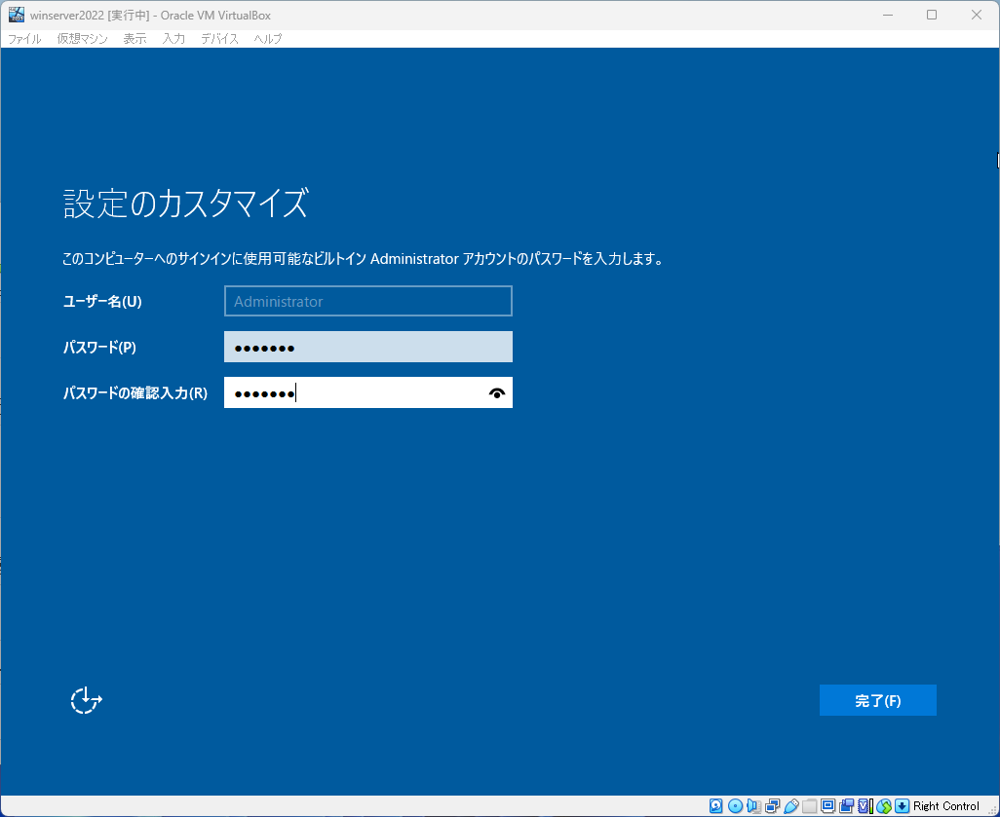 winserver2022 [実行中] - Oracle VM VirtualBox
ファイル 仮想マシン 表示 入力 デバイス ヘルプ
設定のカスタマイズ
このコンピューターへのサインインに使用可能なビルトイン Administrator アカウントのパスワードを入力します。
ユーザー名(U) Administrator
パスワード(P) ●●●●●●●
パスワードの確認入力(R) ●●●●●●●
完了(F)
Right Control